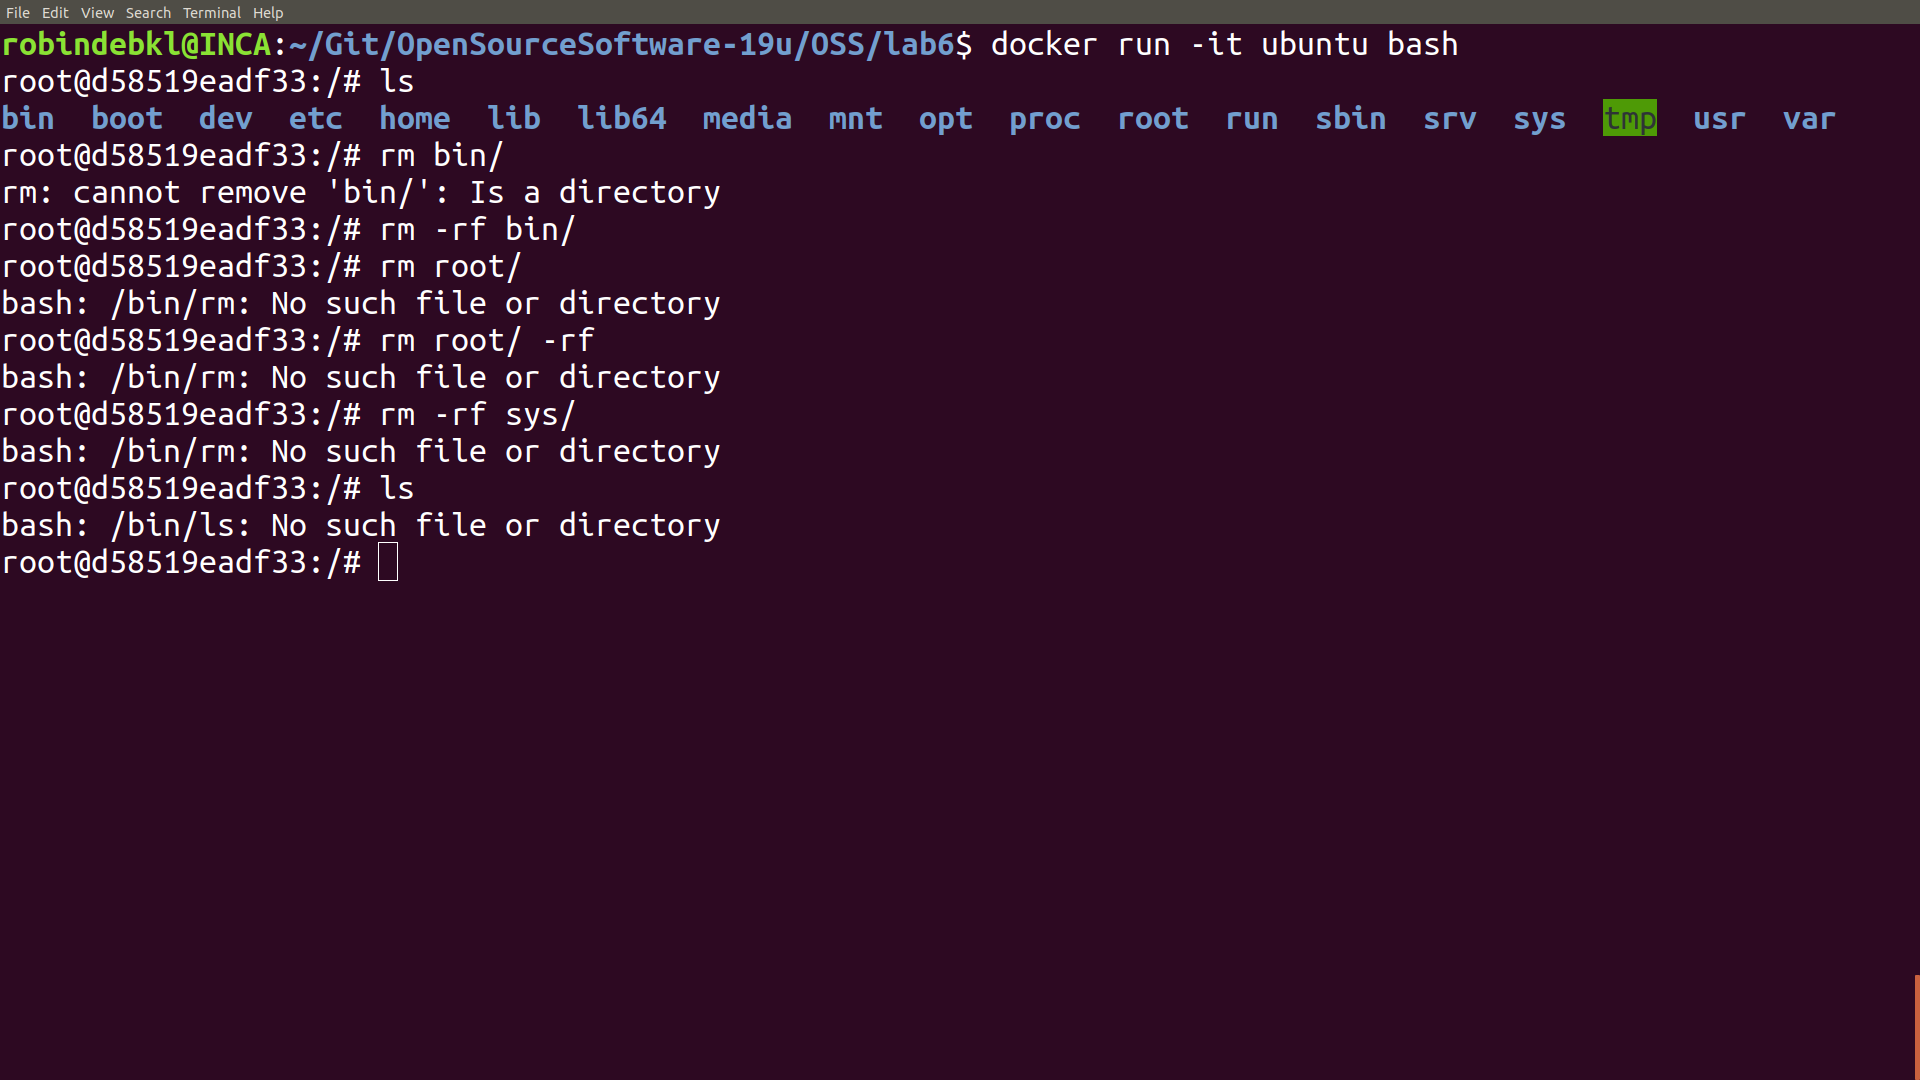 File Edit View Search Terminal Help
robindebkl@INCA:~/Git/OpenSourceSoftware-19u/OSS/lab6$ docker run -it ubuntu bash
root@d58519eadf33:/# ls
bin  boot  dev  etc  home  lib  lib64  media  mnt  opt  proc  root  run  sbin  srv  sys  tmp  usr  var
root@d58519eadf33:/# rm bin/
rm: cannot remove 'bin/': Is a directory
root@d58519eadf33:/# rm -rf bin/
root@d58519eadf33:/# rm root/
bash: /bin/rm: No such file or directory
root@d58519eadf33:/# rm root/ -rf
bash: /bin/rm: No such file or directory
root@d58519eadf33:/# rm -rf sys/
bash: /bin/rm: No such file or directory
root@d58519eadf33:/# ls
bash: /bin/ls: No such file or directory
root@d58519eadf33:/#